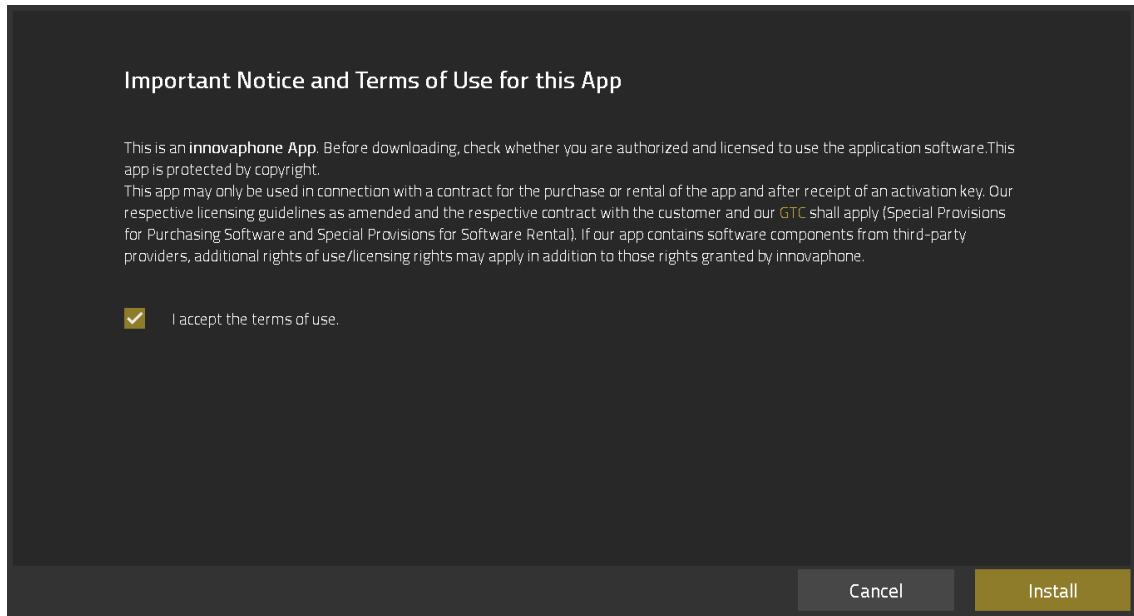 Important Notice and Terms of Use for this App
This is an innovaphone App. Before downloading, check whether you are authorized and licensed to use the application software.This
app is protected by copyright.
This app may only be used in connection with a contract for the purchase or rental of the app and after receipt of an activation key. Our
respective licensing guidelines as amended and the respective contract with the customer and our GTC shall apply (Special Provisions
for Purchasing Software and Special Provisions for Software Rental). If our app contains software components from third-party
providers, additional rights of use/licensing rights may apply in addition to those rights granted by innovaphone.
I accept the terms of use.
Cancel
Install